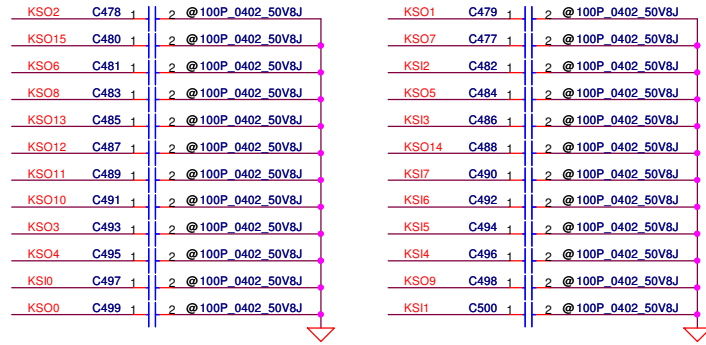 KSO2 C478 1 2 @100P_0402_50V8J
KSO15 C480 1 2 @100P_0402_50V8J
KSO6 C481 1 2 @100P_0402_50V8J
KSO8 C483 1 2 @100P_0402_50V8J
KSO13 C485 1 2 @100P_0402_50V8J
KSO12 C487 1 2 @100P_0402_50V8J
KSO11 C489 1 2 @100P_0402_50V8J
KSO10 C491 1 2 @100P_0402_50V8J
KSO3 C493 1 2 @100P_0402_50V8J
KSO4 C495 1 2 @100P_0402_50V8J
KSI0 C497 1 2 @100P_0402_50V8J
KSO0 C499 1 2 @100P_0402_50V8J
KSO1 C479 1 2 @100P_0402_50V8J
KSO7 C477 1 2 @100P_0402_50V8J
KSI2 C482 1 2 @100P_0402_50V8J
KSO5 C484 1 2 @100P_0402_50V8J
KSI3 C486 1 2 @100P_0402_50V8J
KSO14 C488 1 2 @100P_0402_50V8J
KSI7 C490 1 2 @100P_0402_50V8J
KSI6 C492 1 2 @100P_0402_50V8J
KSI5 C494 1 2 @100P_0402_50V8J
KSI4 C496 1 2 @100P_0402_50V8J
KSO9 C498 1 2 @100P_0402_50V8J
KSI1 C500 1 2 @100P_0402_50V8J